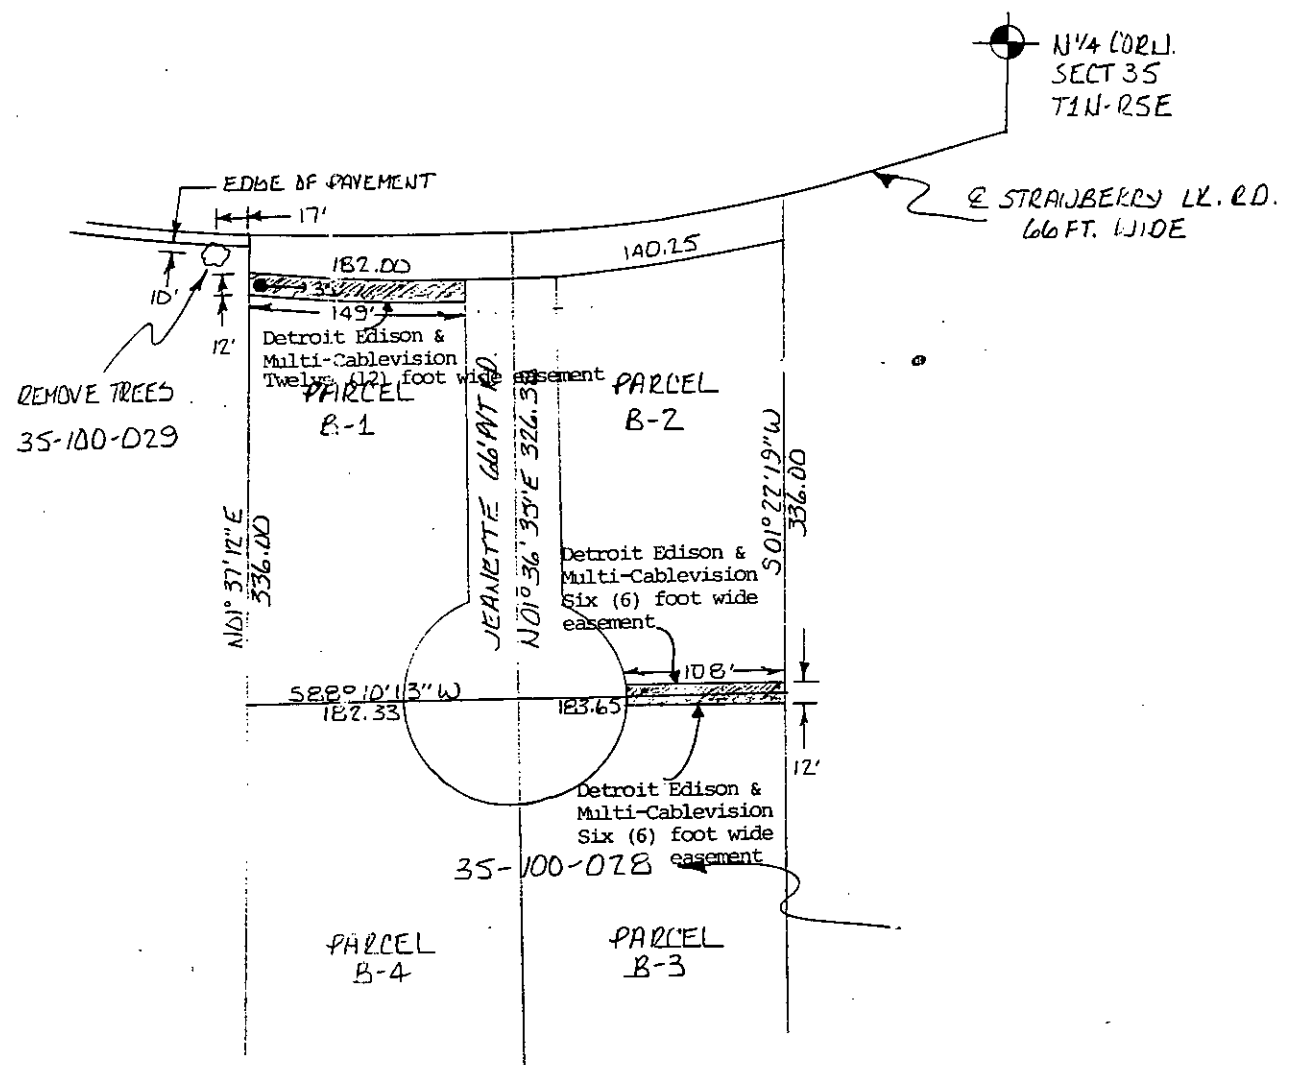 N 1/4 CORN.
SECT 35
T1N-R5E
EDGE OF PAVEMENT
17'
℄ STRAWBERRY LK. RD.
66 FT. WIDE
182.00
140.25
10'
3'
149'
12'
Detroit Edison &
Multi-Cablevision
Twelve (12) foot wide easement
REMOVE TREES
35-100-029
PARCEL
B-1
PARCEL
B-2
JEANETTE 66' PVT RD.
N01° 36' 35"E 326.38
S01° 22' 19" W
336.00
N01° 37' 12" E
336.00
Detroit Edison &
Multi-Cablevision
Six (6) foot wide
easement
108'
S88° 10' 13" W
182.33
183.65
12'
Detroit Edison &
Multi-Cablevision
Six (6) foot wide
easement
35-100-028
PARCEL
B-4
PARCEL
B-3